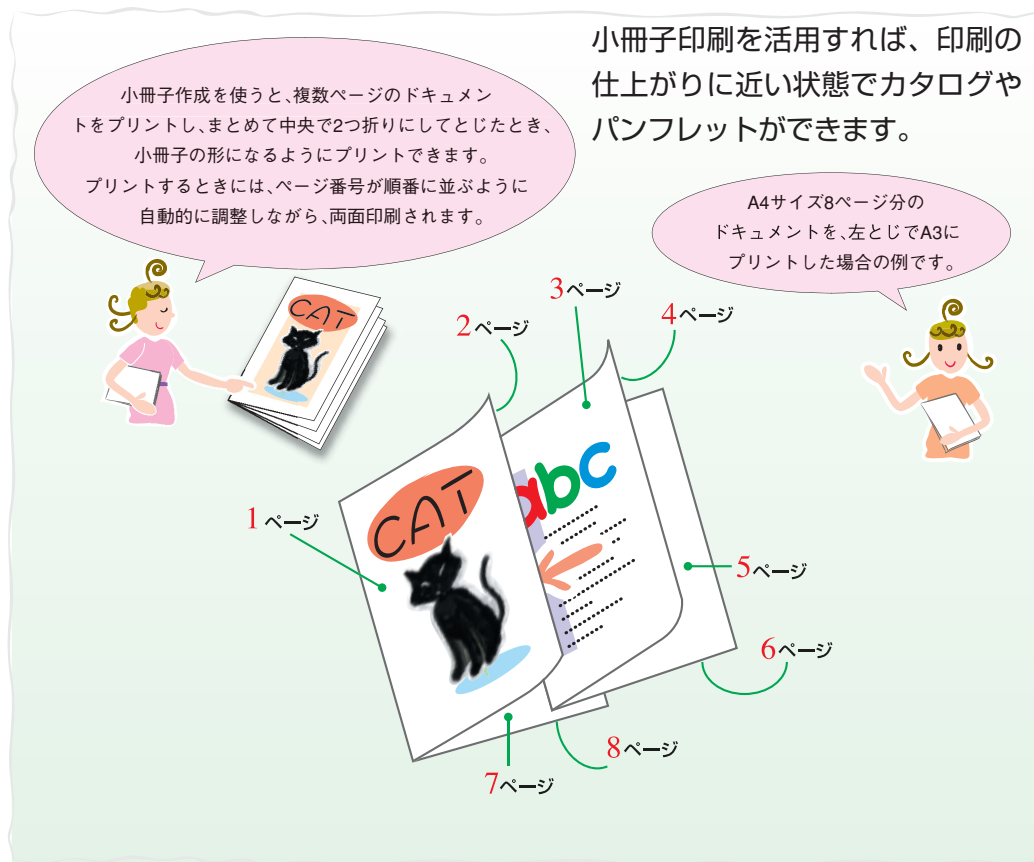 小冊子印刷を活用すれば、印刷の
仕上がりに近い状態でカタログや
パンフレットができます。
小冊子作成を使うと、複数ページのドキュメン
トをプリントし、まとめて中央で2つ折りにしてとじたとき、
小冊子の形になるようにプリントできます。
プリントするときには、ページ番号が順番に並ぶように
自動的に調整しながら、両面印刷されます。
A4サイズ8ページ分の
ドキュメントを、左とじでA3に
プリントした場合の例です。
CAT
3ページ
4ページ
2ページ
abc
CAT
1ページ
5ページ
6ページ
8ページ
7ページ